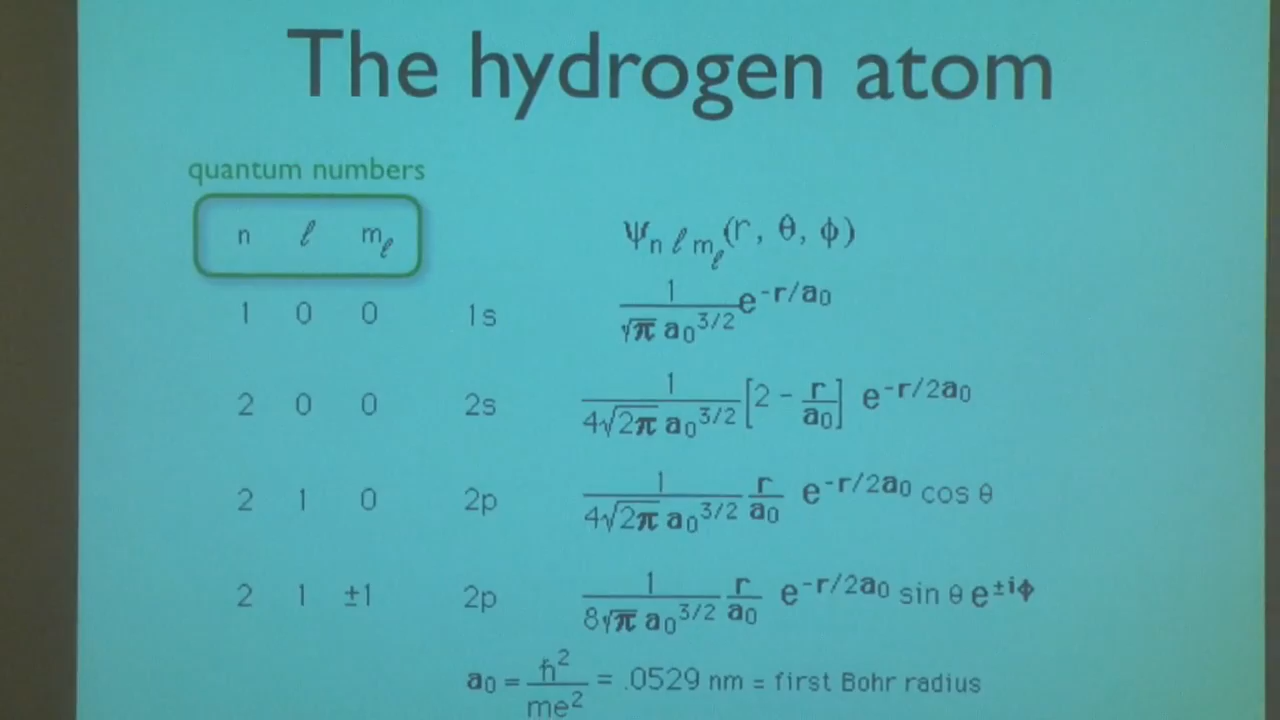 The hydrogen atom
quantum numbers
n ℓ mℓ ψn ℓ mℓ(r, θ, ϕ)
1 0 0 1s 1/(√π a₀^3/2) e^-r/a₀
2 0 0 2s 1/(4√2π a₀^3/2) [2 - r/a₀] e^-r/2a₀
2 1 0 2p 1/(4√2π a₀^3/2) r/a₀ e^-r/2a₀ cos θ
2 1 ±1 2p 1/(8√π a₀^3/2) r/a₀ e^-r/2a₀ sin θ e^±iϕ
a₀ = ℏ²/me² = .0529 nm = first Bohr radius